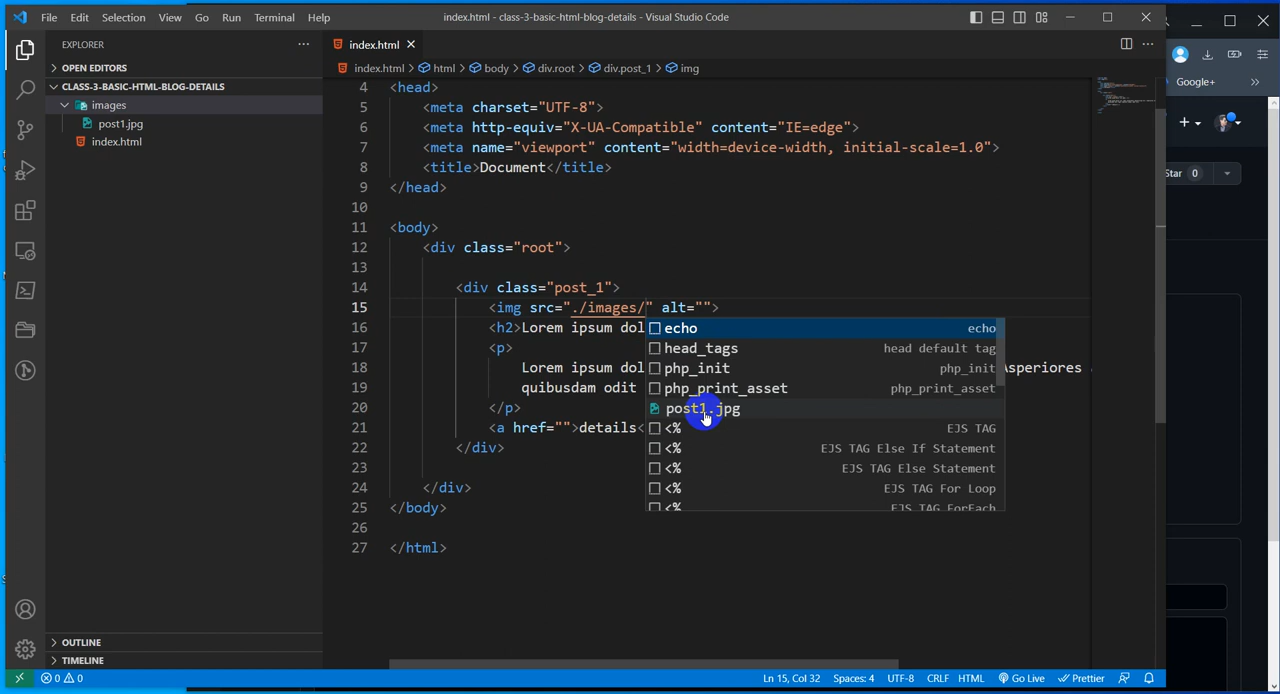 File Edit Selection View Go Run Terminal Help
index.html - class-3-basic-html-blog-details - Visual Studio Code
EXPLORER
OPEN EDITORS
CLASS-3-BASIC-HTML-BLOG-DETAILS
images
post1.jpg
index.html
OUTLINE
TIMELINE
index.html
index.html > html > body > div.root > div.post_1 > img
4 <head>
5 <meta charset="UTF-8">
6 <meta http-equiv="X-UA-Compatible" content="IE=edge">
7 <meta name="viewport" content="width=device-width, initial-scale=1.0">
8 <title>Document</title>
9 </head>
10
11 <body>
12 <div class="root">
13
14 <div class="post_1">
15 <img src="./images/" alt="">
16 <h2>Lorem ipsum dol
17 <p>
18 Lorem ipsum dol Asperiores
19 quibusdam odit
20 </p>
21 <a href="">details<
22 </div>
23
24 </div>
25 </body>
26
27 </html>
echo echo
head_tags head default tag
php_init php_init
php_print_asset php_print_asset
post1.jpg
<% EJS TAG
<% EJS TAG Else If Statement
<% EJS TAG Else Statement
<% EJS TAG For Loop
<% EJS TAG ForEach
Google+
Star 0
0 0
Ln 15, Col 32 Spaces: 4 UTF-8 CRLF HTML Go Live Prettier